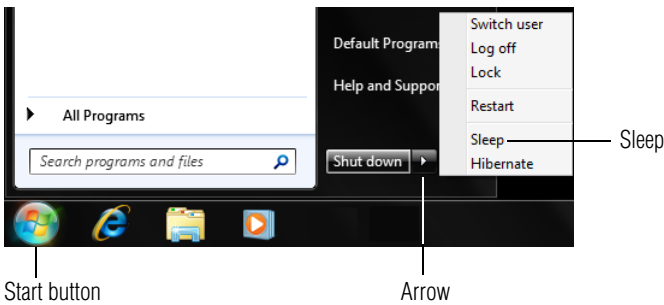 Switch user
Default Program
Log off
Lock
Help and Suppor
Restart
All Programs
Sleep
Sleep
Search programs and files
Shut down
Hibernate
Start button
Arrow